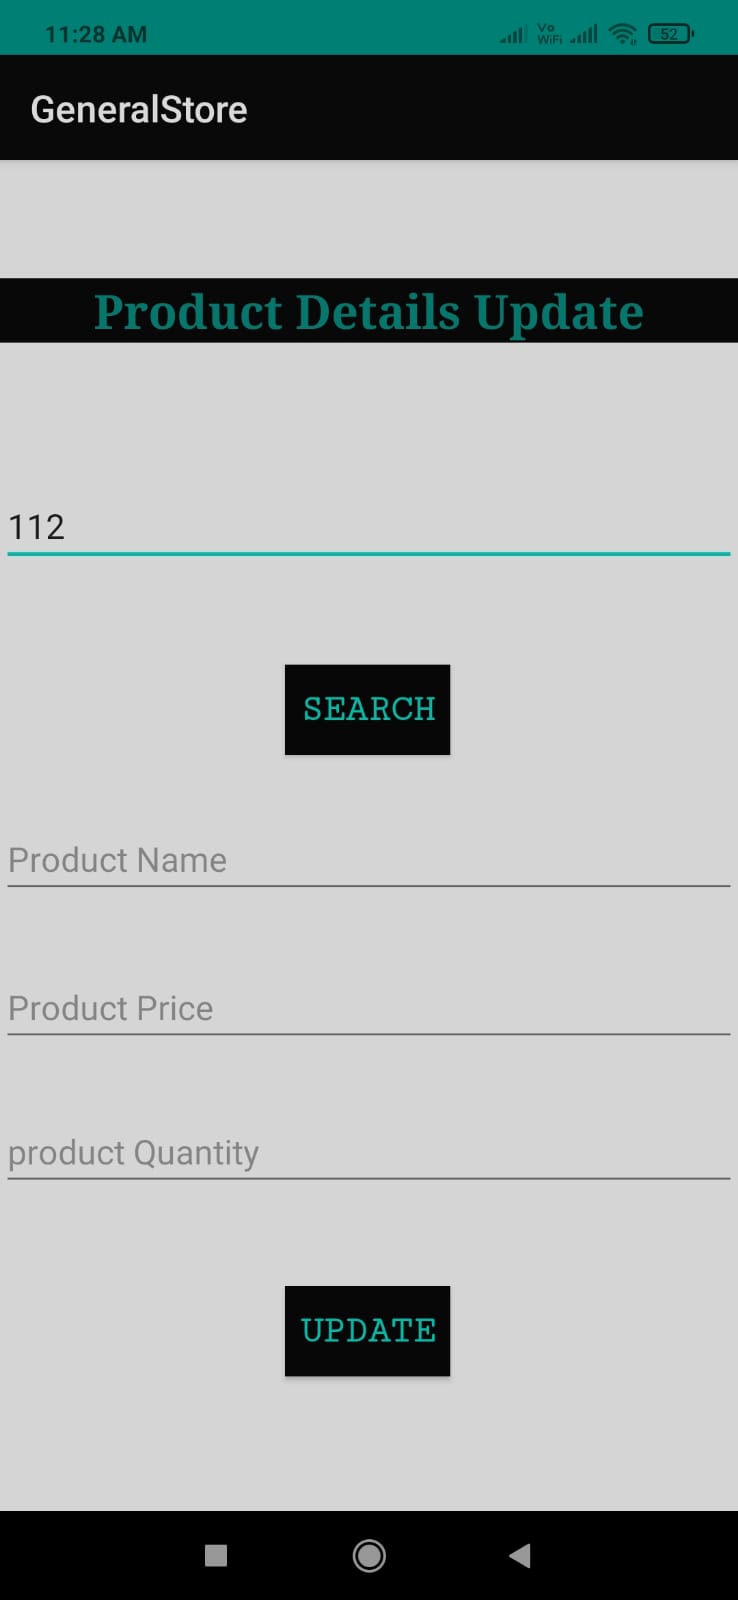 11:28 AM Vo WiFi 52
GeneralStore
Product Details Update
112
SEARCH
Product Name
Product Price
product Quantity
UPDATE